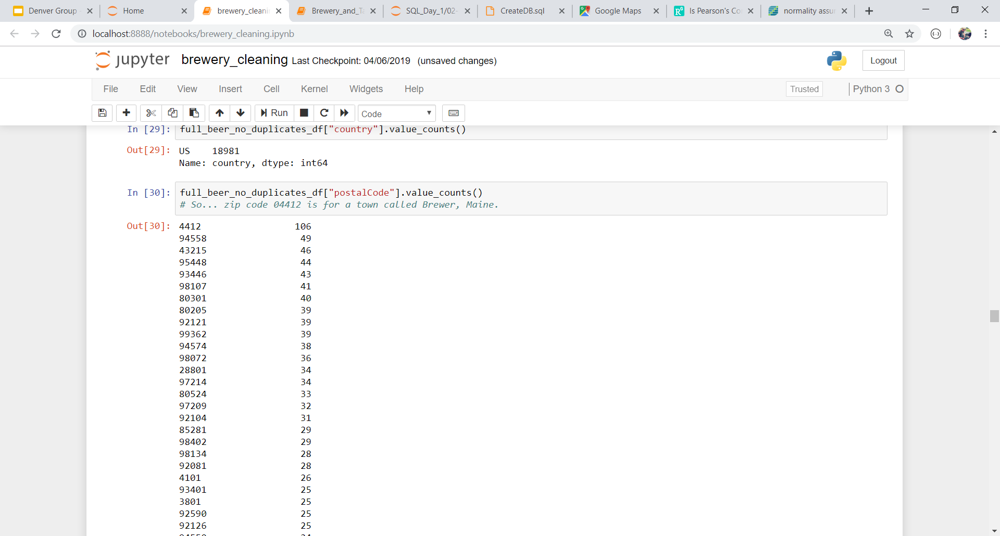 Denver Group
Home
brewery_cleanin
Brewery_and_Ta
SQL_Day_1/02-
CreateDB.sql
Google Maps
Is Pearson's Co
normality assu
localhost:8888/notebooks/brewery_cleaning.ipynb
jupyter brewery_cleaning Last Checkpoint: 04/06/2019 (unsaved changes)
Logout
File Edit View Insert Cell Kernel Widgets Help
Trusted
Python 3
Run
Code
In [29]: full_beer_no_duplicates_df["country"].value_counts()
Out[29]: US 18981
Name: country, dtype: int64
In [30]: full_beer_no_duplicates_df["postalCode"].value_counts()
# So... zip code 04412 is for a town called Brewer, Maine.
Out[30]: 4412 106
94558 49
43215 46
95448 44
93446 43
98107 41
80301 40
80205 39
92121 39
99362 39
94574 38
98072 36
28801 34
97214 34
80524 33
97209 32
92104 31
85281 29
98402 29
98134 28
92081 28
4101 26
93401 25
3801 25
92590 25
92126 25